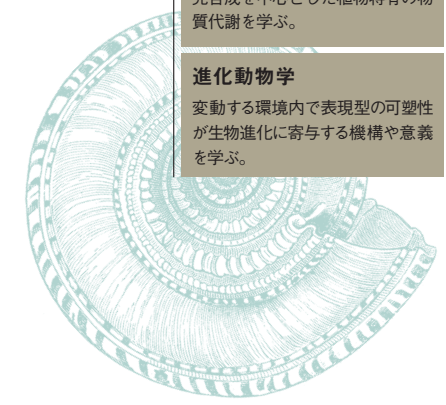 光合成を中心とした植物特有の物
質代謝を学ぶ。
進化動物学
変動する環境内で表現型の可塑性
が生物進化に寄与する機構や意義
を学ぶ。